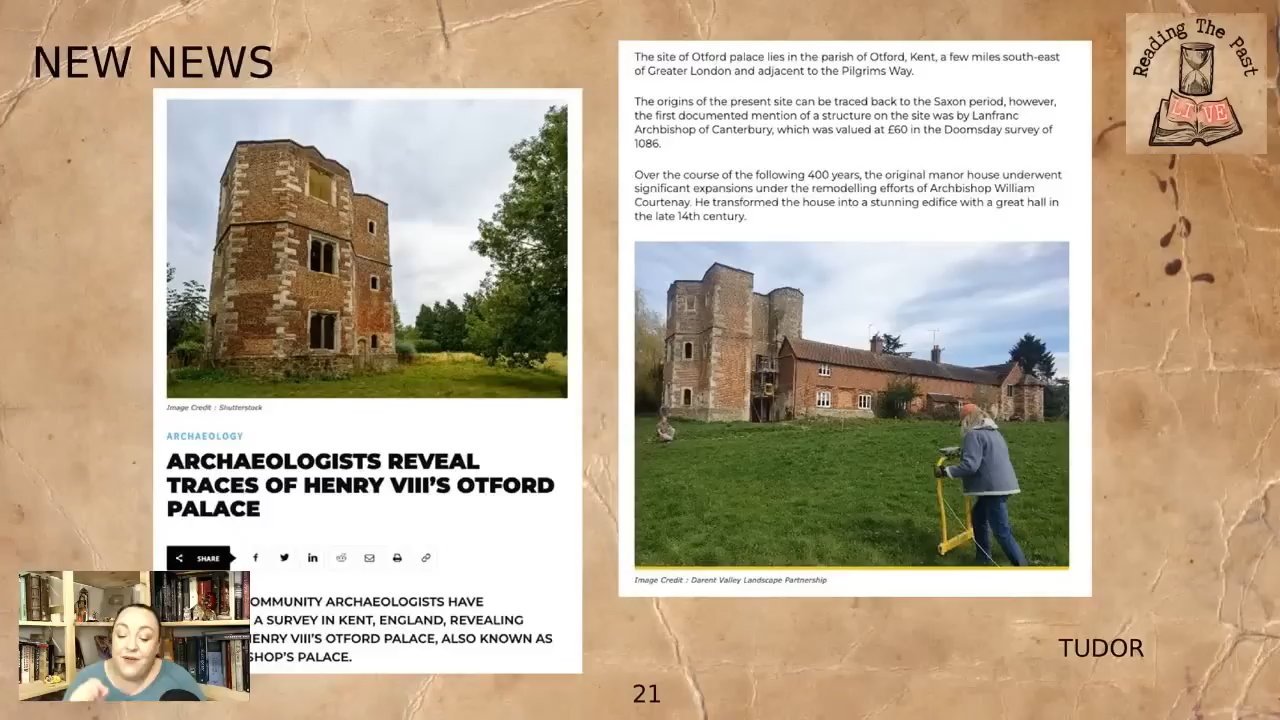 NEW NEWS
Image Credit : Shutterstock
ARCHAEOLOGY
ARCHAEOLOGISTS REVEAL
TRACES OF HENRY VIII'S OTFORD
PALACE
SHARE
OMMUNITY ARCHAEOLOGISTS HAVE
A SURVEY IN KENT, ENGLAND, REVEALING
ENRY VIII'S OTFORD PALACE, ALSO KNOWN AS
SHOP'S PALACE.
The site of Otford palace lies in the parish of Otford, Kent, a few miles south-east
of Greater London and adjacent to the Pilgrims Way.
The origins of the present site can be traced back to the Saxon period, however,
the first documented mention of a structure on the site was by Lanfranc
Archbishop of Canterbury, which was valued at £60 in the Doomsday survey of
1086.
Over the course of the following 400 years, the original manor house underwent
significant expansions under the remodelling efforts of Archbishop William
Courtenay. He transformed the house into a stunning edifice with a great hall in
the late 14th century.
Image Credit : Darent Valley Landscape Partnership
Reading The Past
LIVE
TUDOR
21